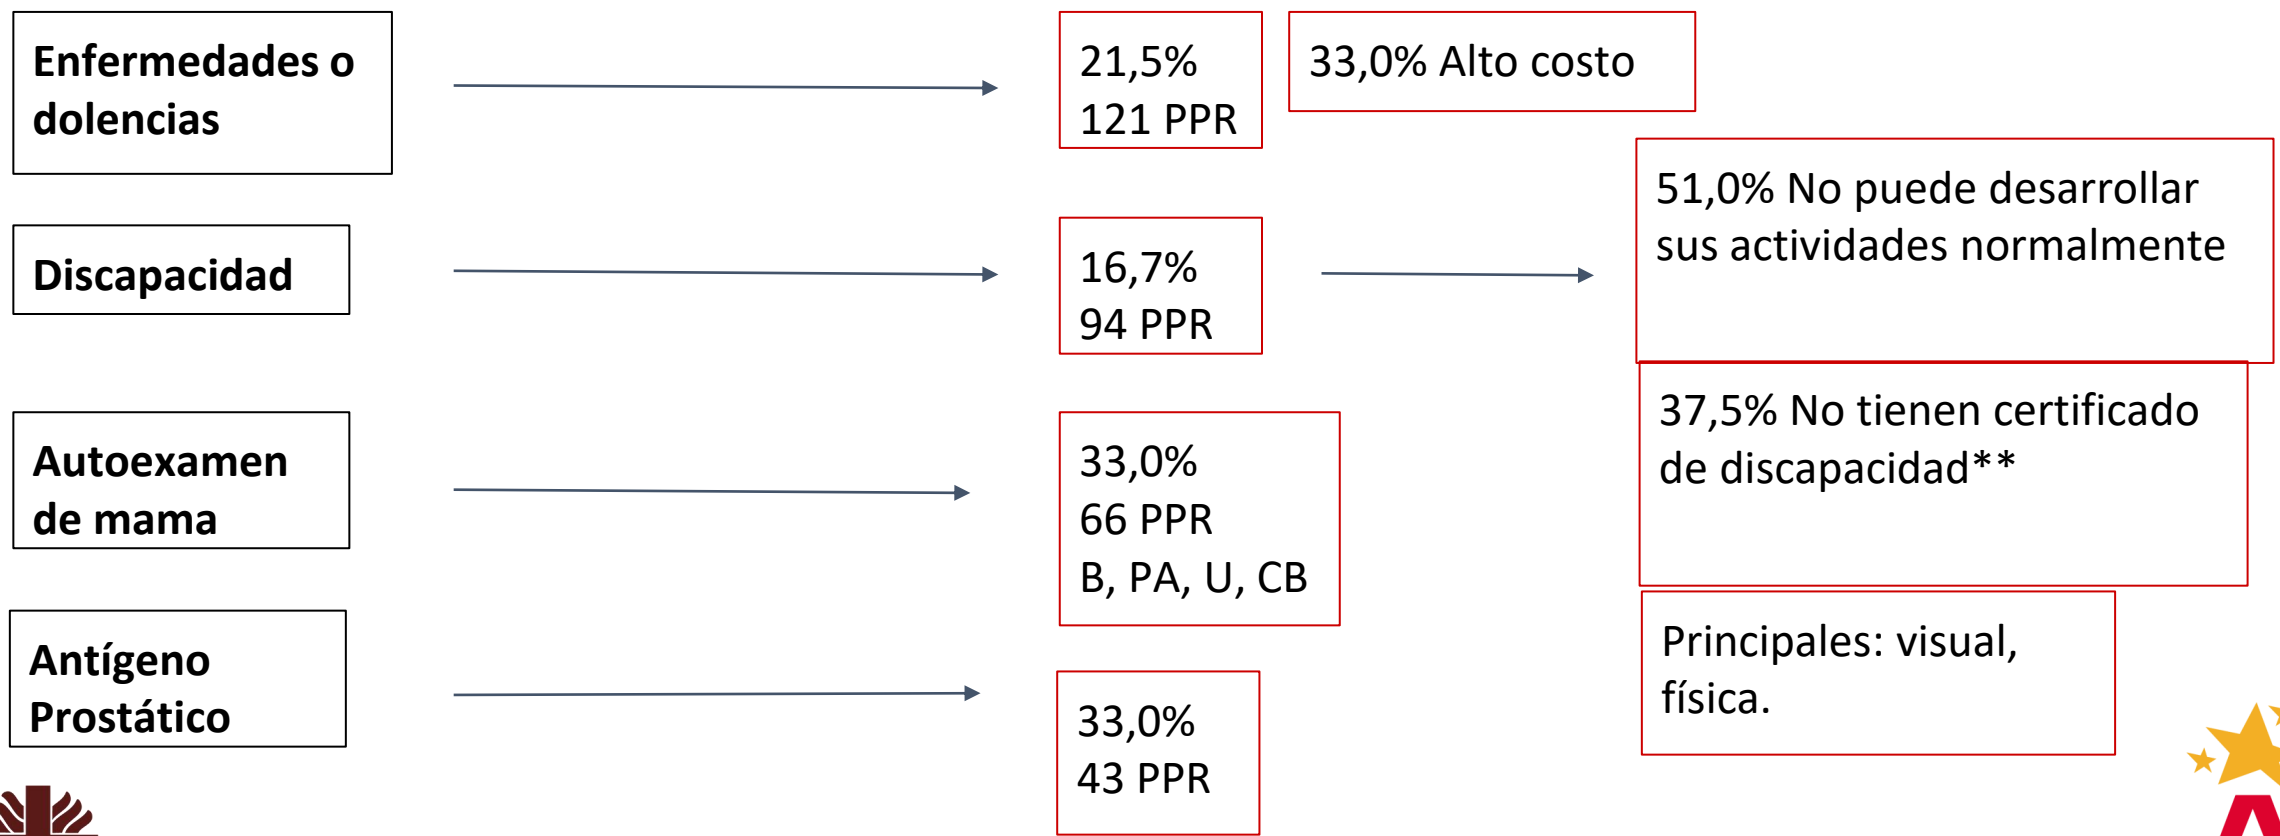 Enfermedades o
dolencias
21,5%
121 PPR
33,0% Alto costo
Discapacidad
16,7%
94 PPR
51,0% No puede desarrollar
sus actividades normalmente
37,5% No tienen certificado
de discapacidad**
Principales: visual,
física.
Autoexamen
de mama
33,0%
66 PPR
B, PA, U, CB
Antígeno
Prostático
33,0%
43 PPR